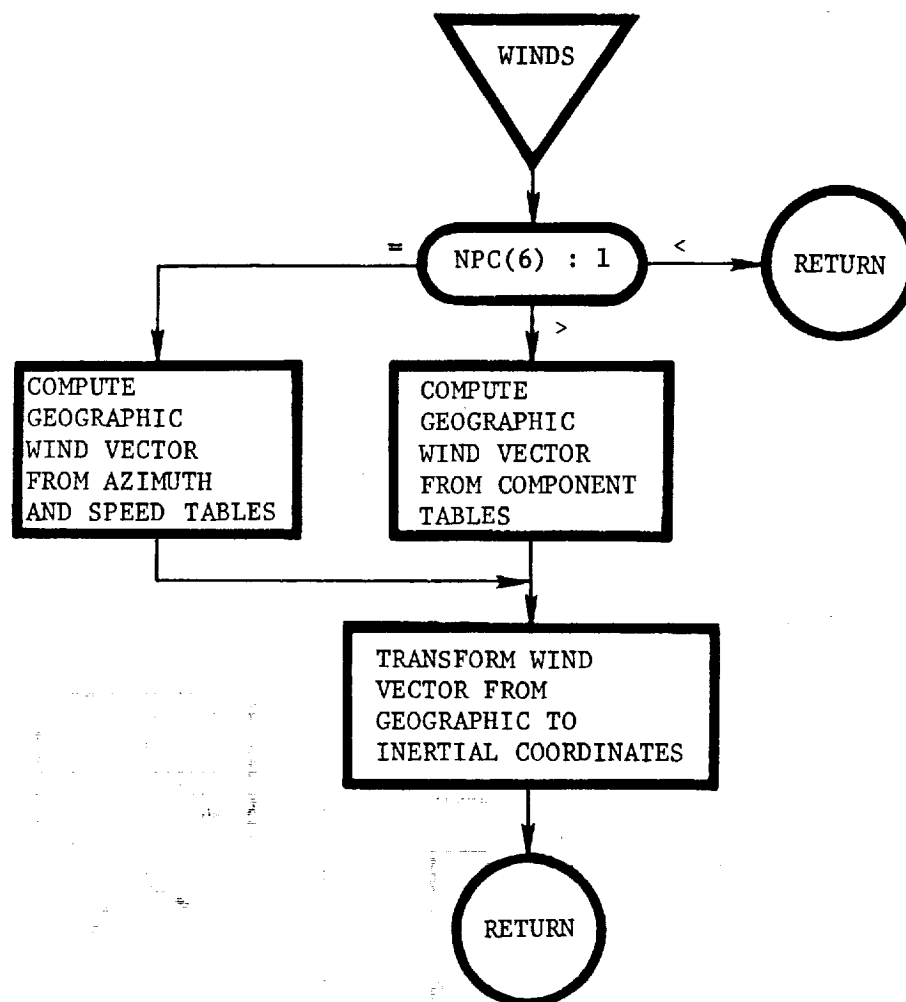 WINDS
= NPC(6) : 1 <
RETURN
>
COMPUTE
GEOGRAPHIC
WIND VECTOR
FROM AZIMUTH
AND SPEED TABLES
COMPUTE
GEOGRAPHIC
WIND VECTOR
FROM COMPONENT
TABLES
TRANSFORM WIND
VECTOR FROM
GEOGRAPHIC TO
INERTIAL COORDINATES
RETURN